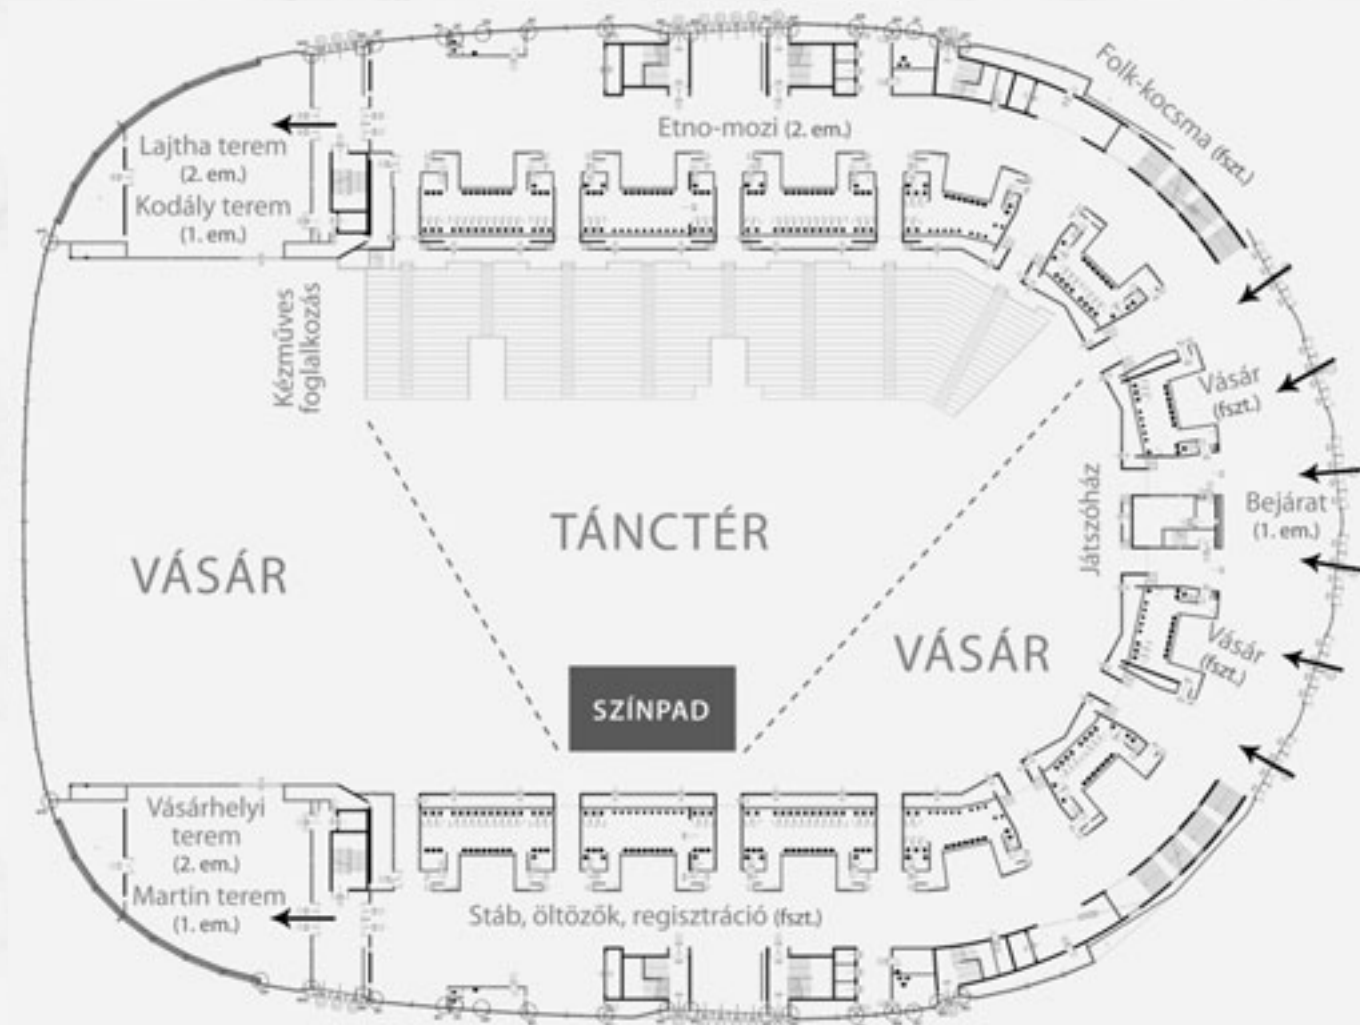 Folk-kocsma (fszt.)
Etno-mozi (2. em.)
Lajtha terem
(2. em.)
Kodály terem
(1. em.)
Kézműves
foglalkozás
Vásár
(fszt.)
Játszóház
Bejárat
(1. em.)
TÁNCTÉR
VÁSÁR
VÁSÁR
Vásár
(fszt.)
SZÍNPAD
Vásárhelyi
terem
(2. em.)
Martin terem
(1. em.)
Stáb, öltözők, regisztráció (fszt.)